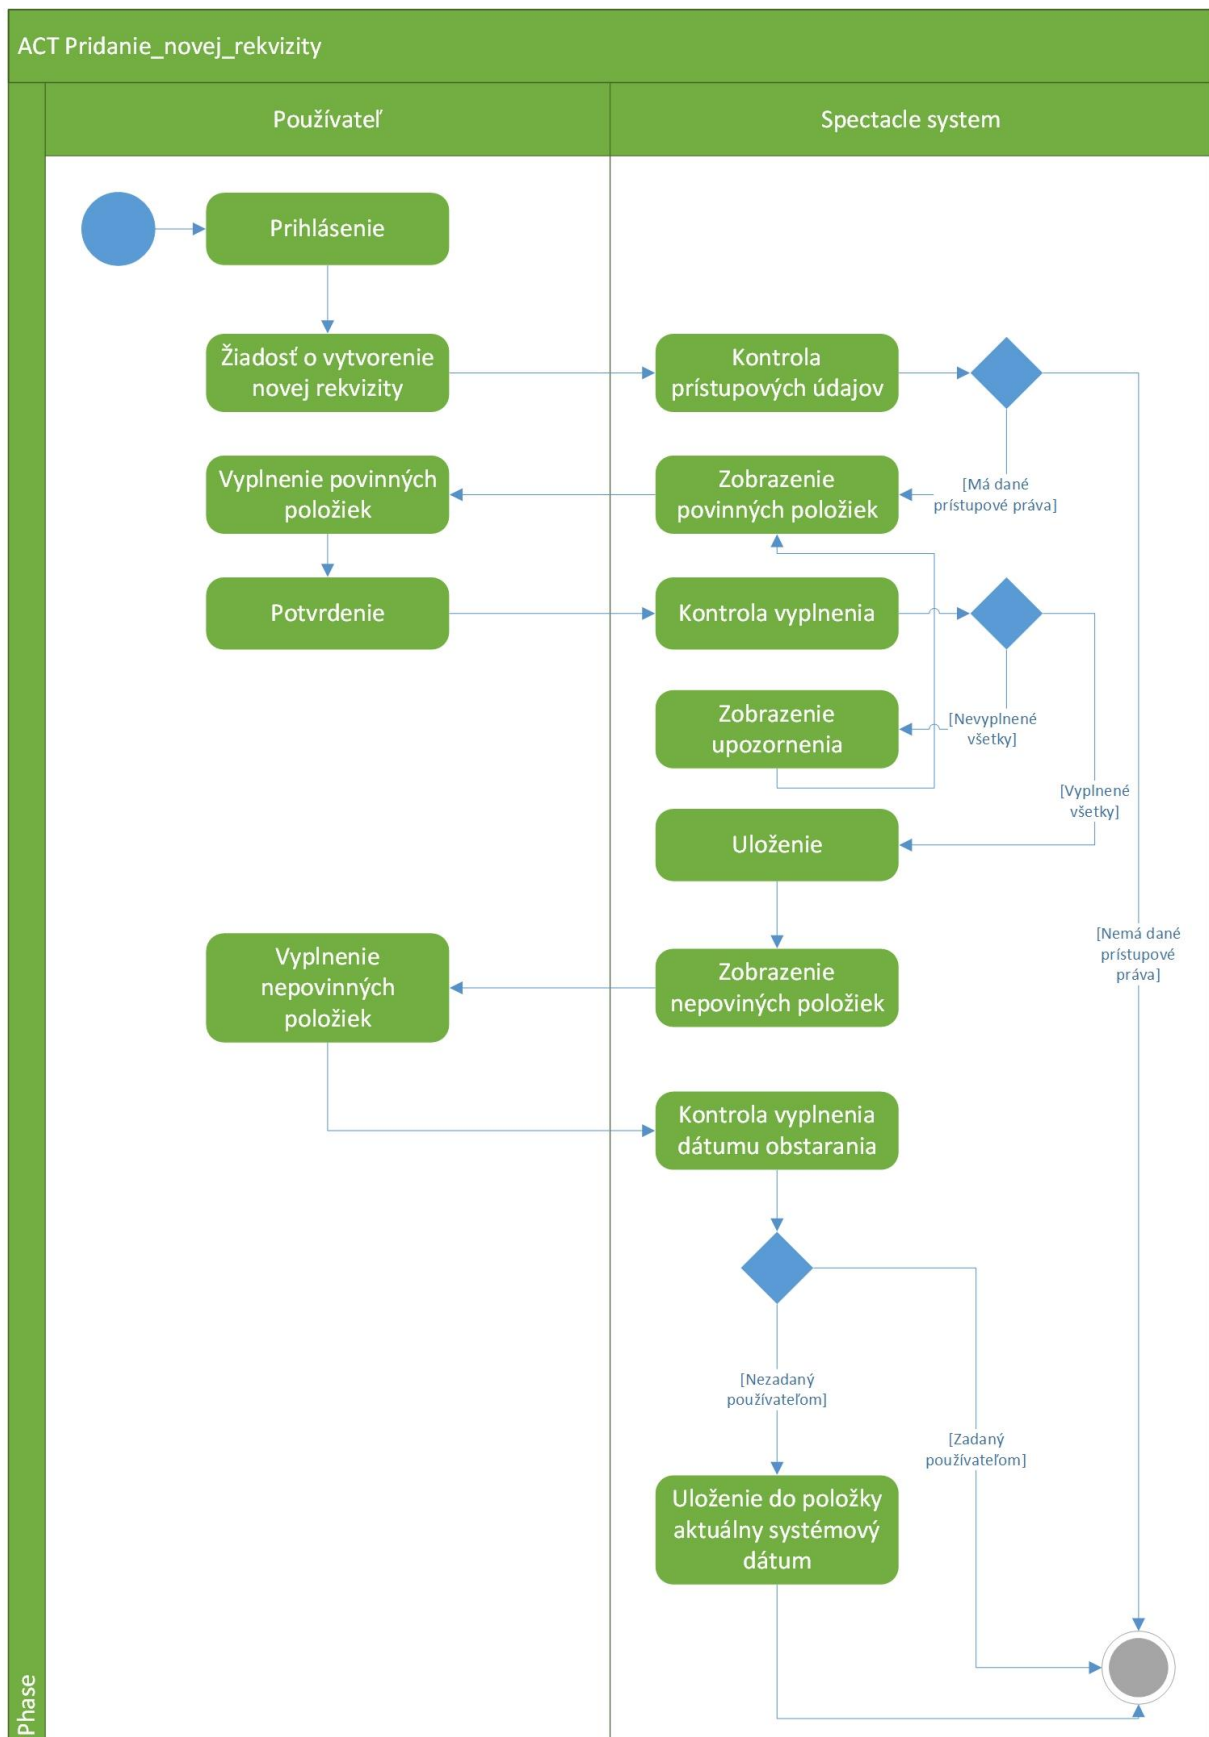 ACT Pridanie_novej_rekvizity
Používateľ
Spectacle system
Prihlásenie
Žiadosť o vytvorenie
novej rekvizity
Kontrola
prístupových údajov
Vyplnenie povinných
položiek
Zobrazenie
povinných položiek
[Má dané
prístupové práva]
Potvrdenie
Kontrola vyplnenia
Zobrazenie
upozornenia
[Nevyplnené
všetky]
[Vyplnené
všetky]
Uloženie
Vyplnenie
nepovinných
položiek
Zobrazenie
nepoviných položiek
[Nemá dané
prístupové
práva]
Kontrola vyplnenia
dátumu obstarania
[Nezadaný
používateľom]
[Zadaný
používateľom]
Uloženie do položky
aktuálny systémový
dátum
Phase